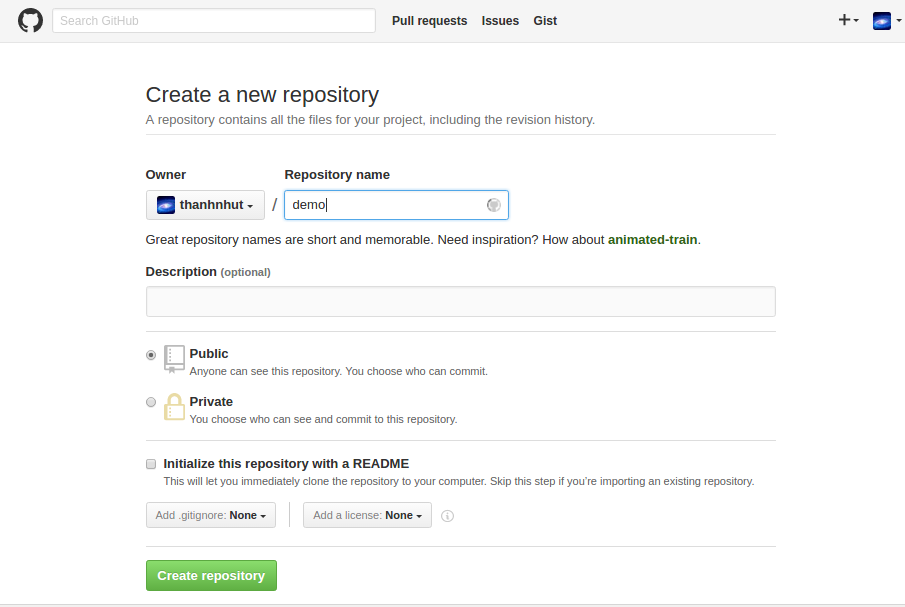 Search GitHub Pull requests Issues Gist
Create a new repository
A repository contains all the files for your project, including the revision history.
Owner Repository name
thanhnhut / demo
Great repository names are short and memorable. Need inspiration? How about animated-train.
Description (optional)
Public
Anyone can see this repository. You choose who can commit.
Private
You choose who can see and commit to this repository.
Initialize this repository with a README
This will let you immediately clone the repository to your computer. Skip this step if you're importing an existing repository.
Add .gitignore: None Add a license: None
Create repository